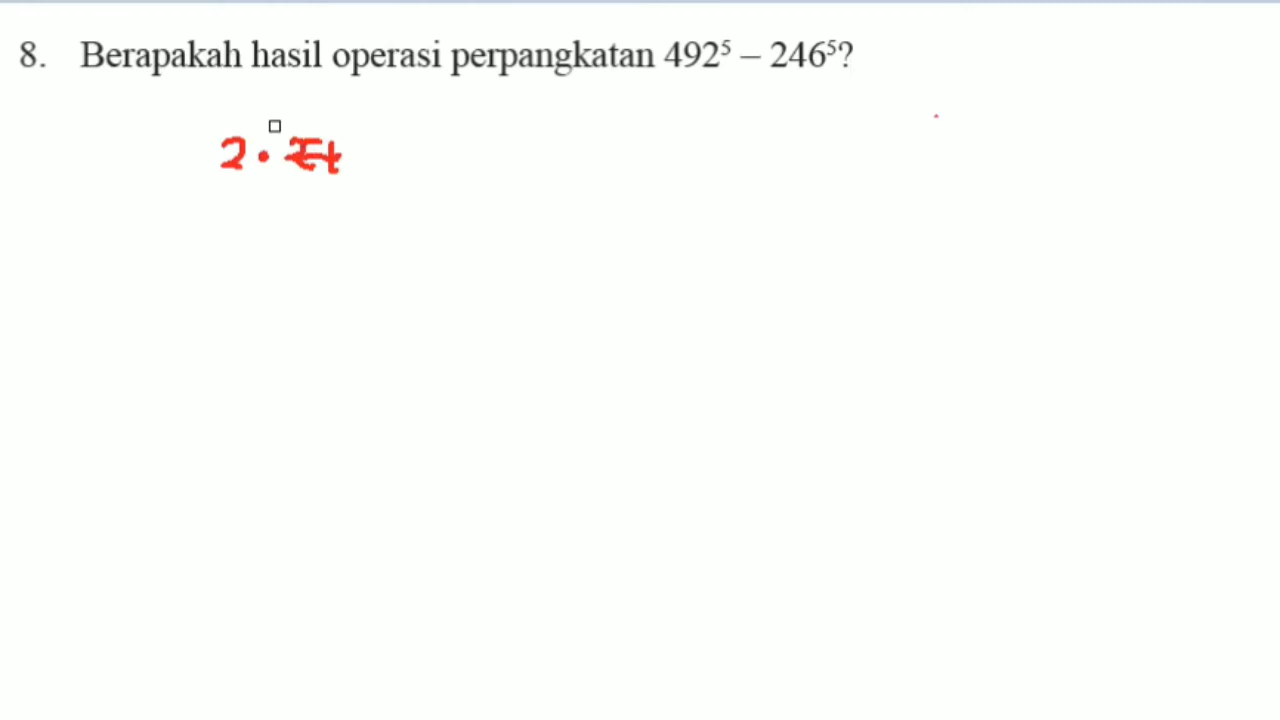 8. Berapakah hasil operasi perpangkatan 492⁵ – 246⁵?
2 ·